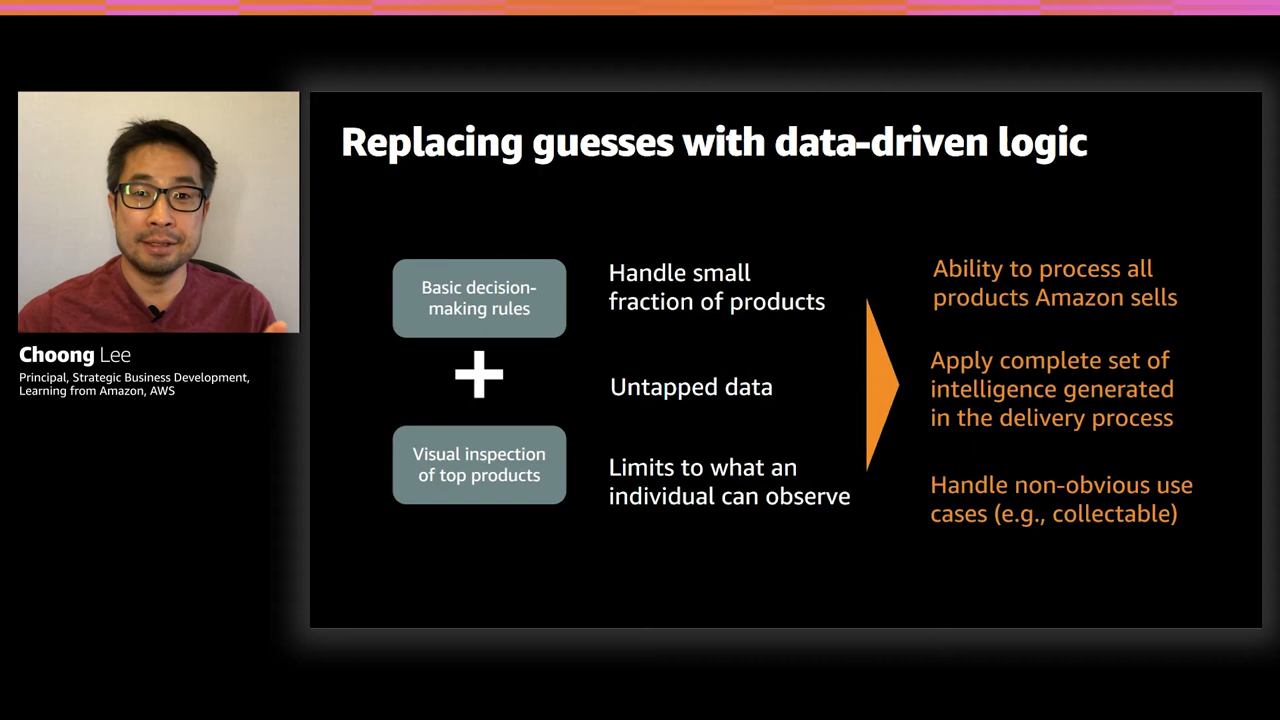 Replacing guesses with data-driven logic
Choong Lee
Principal, Strategic Business Development,
Learning from Amazon, AWS
Basic decision-
making rules
Visual inspection
of top products
Handle small
fraction of products
Untapped data
Limits to what an
individual can observe
Ability to process all
products Amazon sells
Apply complete set of
intelligence generated
in the delivery process
Handle non-obvious use
cases (e.g., collectable)